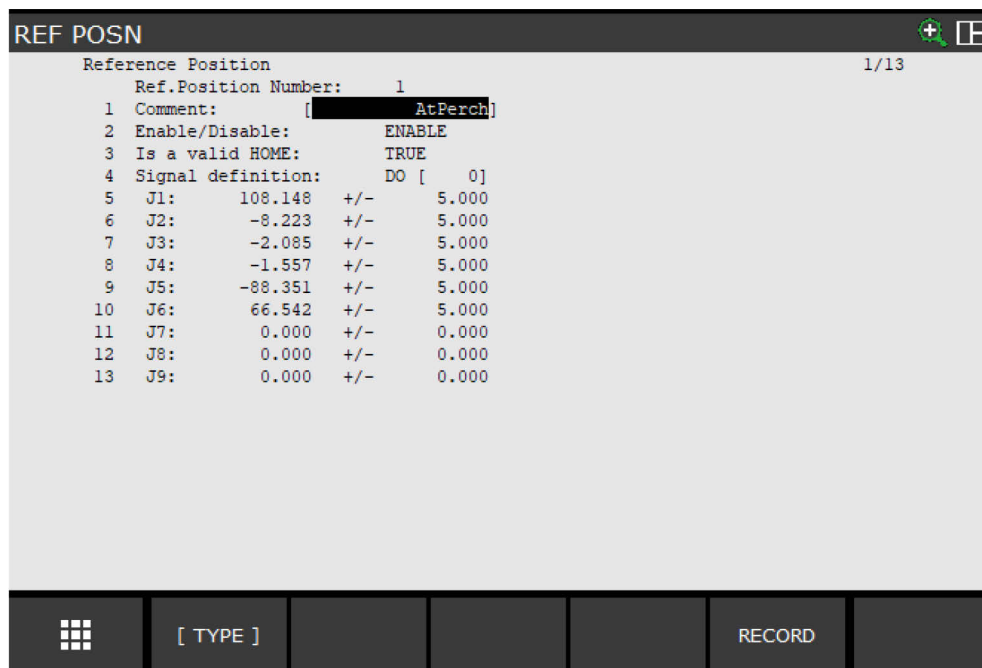 REF POSN
Reference Position 1/13
Ref.Position Number: 1
1 Comment: [ AtPerch]
2 Enable/Disable: ENABLE
3 Is a valid HOME: TRUE
4 Signal definition: DO [ 0]
5 J1: 108.148 +/- 5.000
6 J2: -8.223 +/- 5.000
7 J3: -2.085 +/- 5.000
8 J4: -1.557 +/- 5.000
9 J5: -88.351 +/- 5.000
10 J6: 66.542 +/- 5.000
11 J7: 0.000 +/- 0.000
12 J8: 0.000 +/- 0.000
13 J9: 0.000 +/- 0.000
[ TYPE ] RECORD